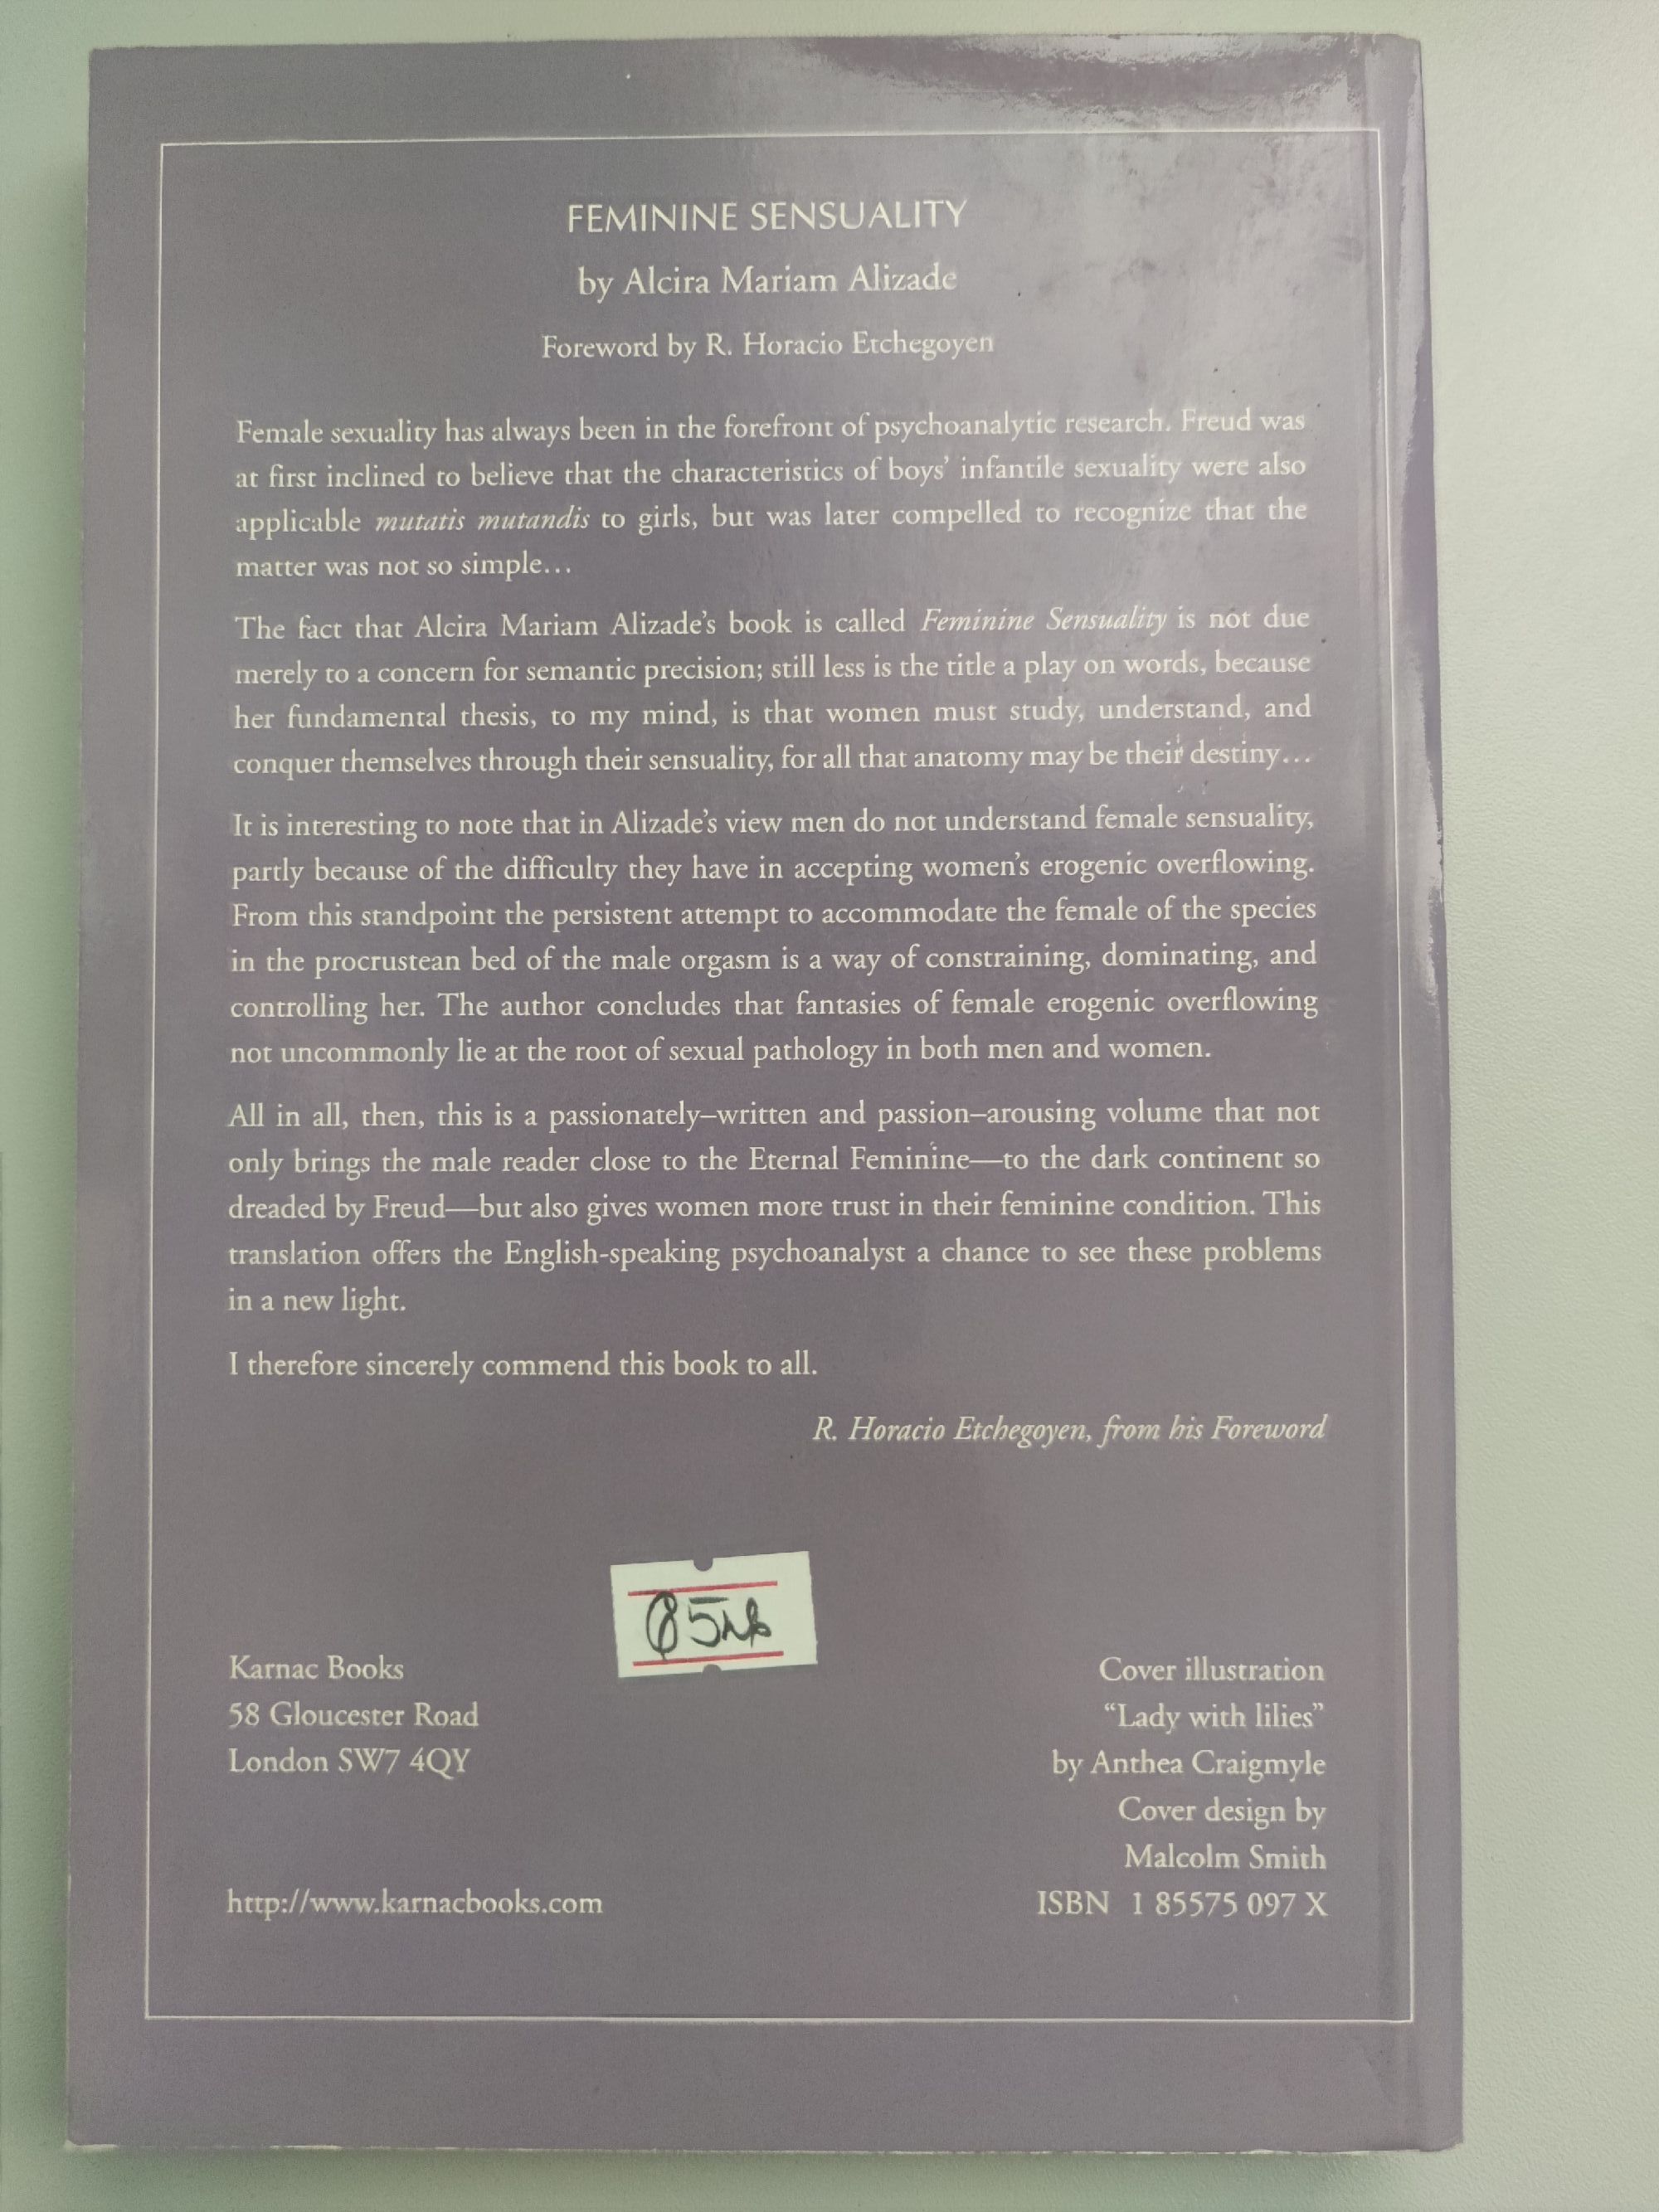 FEMININE SENSUALITY
by Alcira Mariam Alizade
Foreword by R. Horacio Etchegoyen
Female sexuality has always been in the forefront of psychoanalytic research. Freud was
at first inclined to believe that the characteristics of boys' infantile sexuality were also
applicable mutatis mutandis to girls, but was later compelled to recognize that the
matter was not so simple…
The fact that Alcira Mariam Alizade's book is called Feminine Sensuality is not due
merely to a concern for semantic precision; still less is the title a play on words, because
her fundamental thesis, to my mind, is that women must study, understand, and
conquer themselves through their sensuality, for all that anatomy may be their destiny…
It is interesting to note that in Alizade's view men do not understand female sensuality,
partly because of the difficulty they have in accepting women's erogenic overflowing.
From this standpoint the persistent attempt to accommodate the female of the species
in the procrustean bed of the male orgasm is a way of constraining, dominating, and
controlling her. The author concludes that fantasies of female erogenic overflowing
not uncommonly lie at the root of sexual pathology in both men and women.
All in all, then, this is a passionately–written and passion–arousing volume that not
only brings the male reader close to the Eternal Feminine—to the dark continent so
dreaded by Freud—but also gives women more trust in their feminine condition. This
translation offers the English-speaking psychoanalyst a chance to see these problems
in a new light.
I therefore sincerely commend this book to all.
R. Horacio Etchegoyen, from his Foreword
Karnac Books
58 Gloucester Road
London SW7 4QY
http://www.karnacbooks.com
Cover illustration
“Lady with lilies”
by Anthea Craigmyle
Cover design by
Malcolm Smith
ISBN 1 85575 097 X